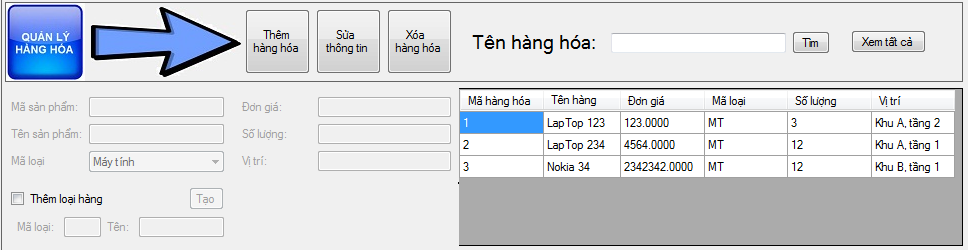 QUẢN LÝ
HÀNG HÓA
Thêm
hàng hóa
Sửa
thông tin
Xóa
hàng hóa
Tên hàng hóa:
Tìm
Xem tất cả
Mã sản phẩm:
Đơn giá:
Tên sản phẩm:
Số lượng:
Mã loại
Máy tính
Vị trí:
Thêm loại hàng
Tạo
Mã loại:
Tên:
Mã hàng hóa Tên hàng Đơn giá Mã loại Số lượng Vị trí
1 LapTop 123 123.0000 MT 3 Khu A, tầng 2
2 LapTop 234 4564.0000 MT 12 Khu A, tầng 1
3 Nokia 34 2342342.0000 MT 12 Khu B, tầng 1